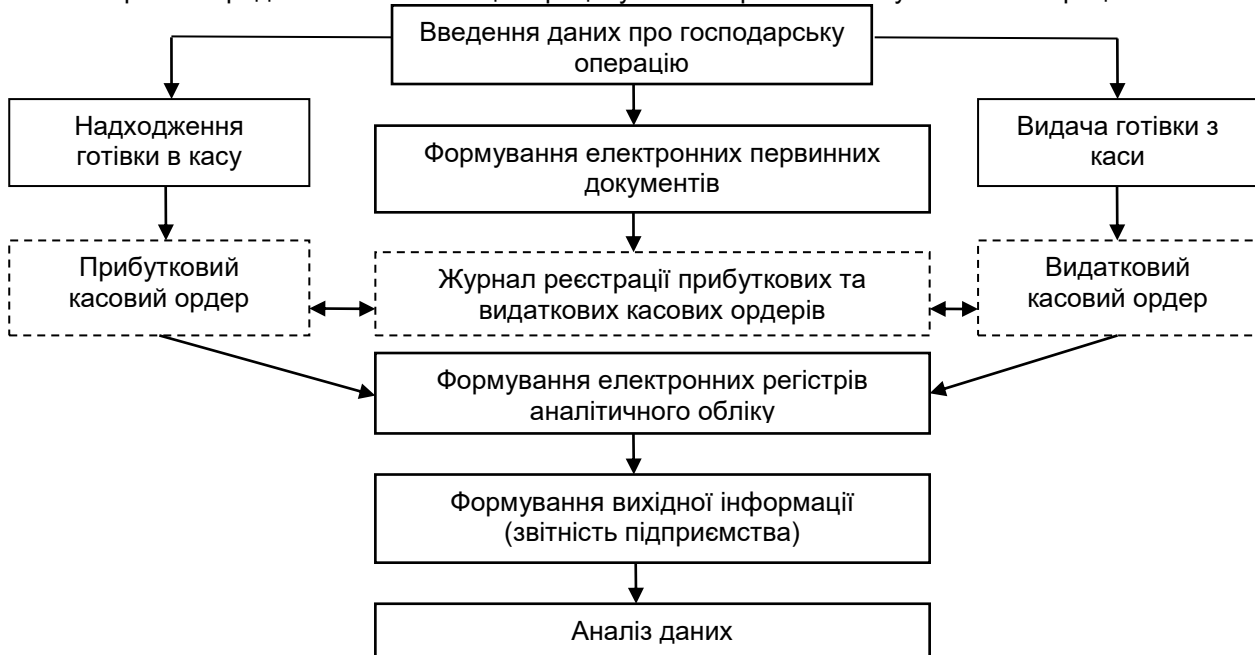 Введення даних про господарську
операцію
Надходження
готівки в касу
Формування електронних первинних
документів
Видача готівки з
каси
Прибутковий
касовий ордер
Журнал реєстрації прибуткових та
видаткових касових ордерів
Видатковий
касовий ордер
Формування електронних регістрів
аналітичного обліку
Формування вихідної інформації
(звітність підприємства)
Аналіз даних